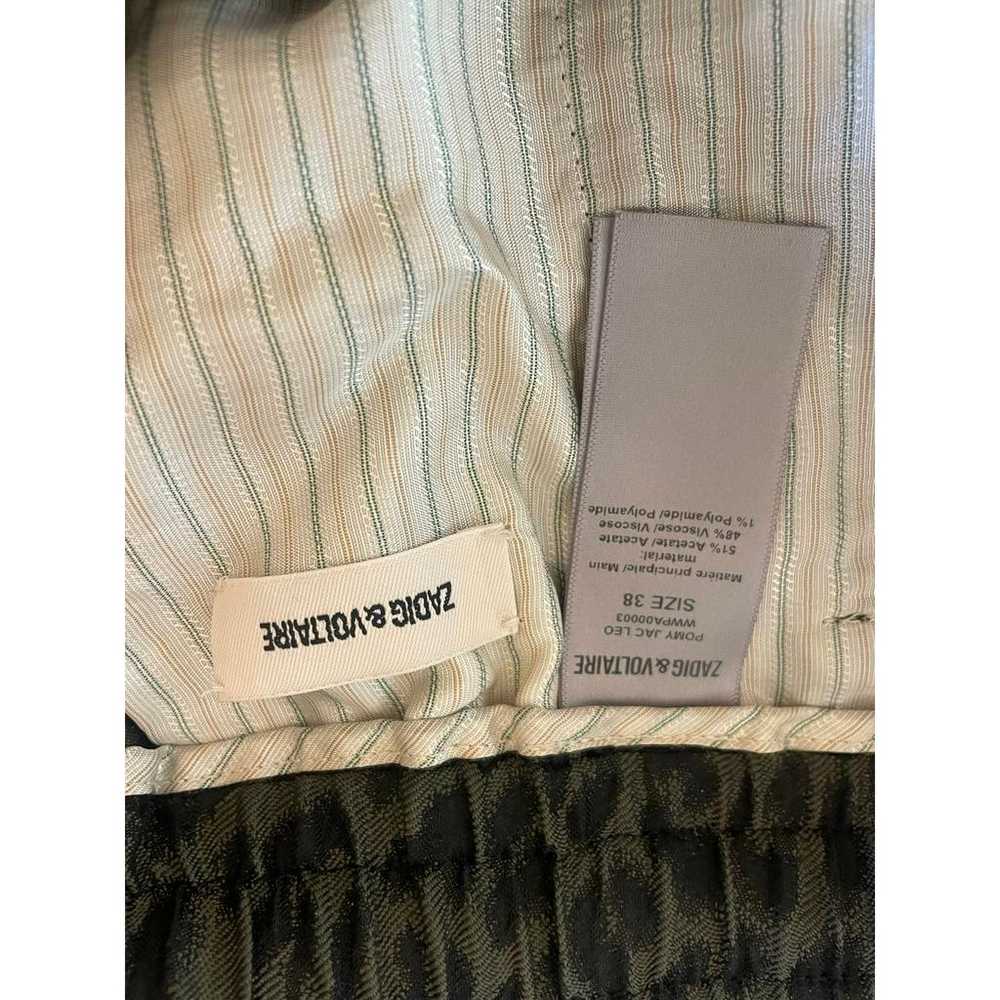 ZADIG & VOLTAIRE
ZADIG & VOLTAIRE
POMY JAC LEO
WWPA00003
SIZE 38
Matière principale/ Main
material:
51% Acetate/ Acetate
48% Viscose/ Viscose
1% Polyamide/ Polyamide